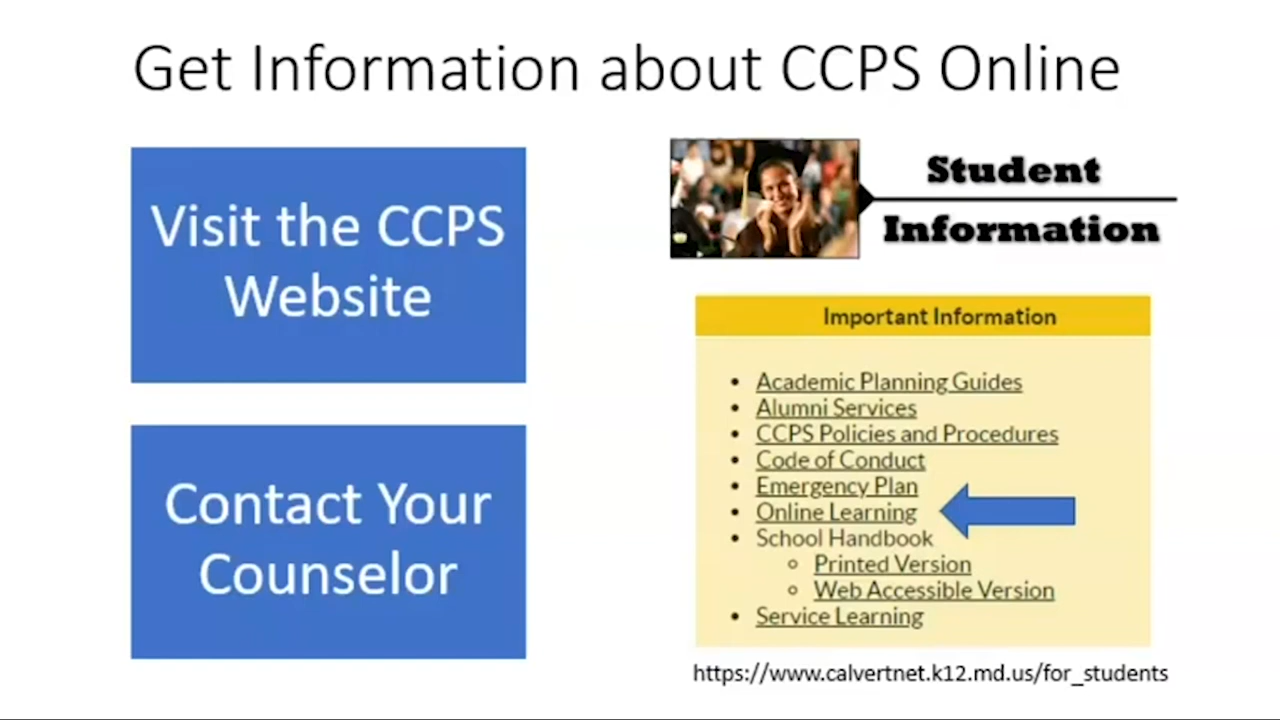 Get Information about CCPS Online
Visit the CCPS
Website
Contact Your
Counselor
Student
Information
Important Information
Academic Planning Guides
Alumni Services
CCPS Policies and Procedures
Code of Conduct
Emergency Plan
Online Learning
School Handbook
Printed Version
Web Accessible Version
Service Learning
https://www.calvertnet.k12.md.us/for_students